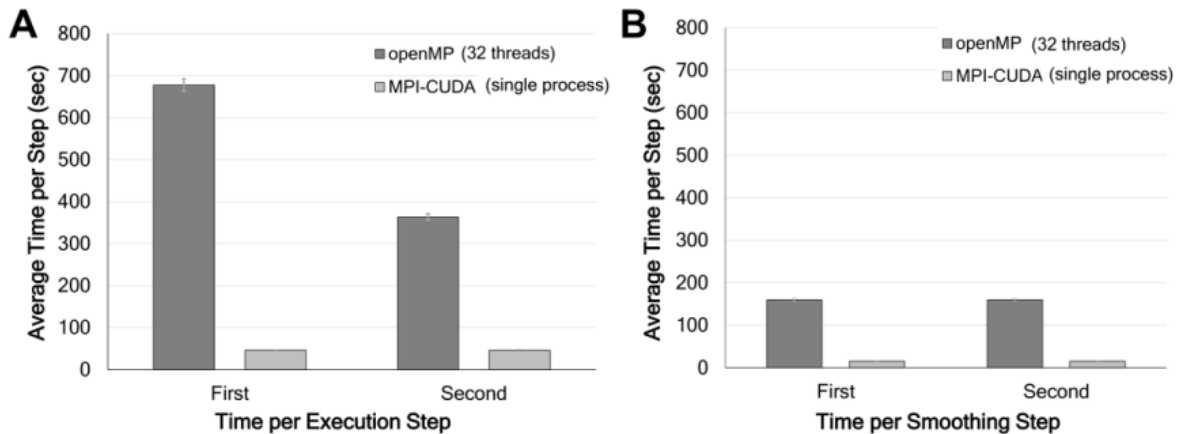 A
800
700
600
500
400
300
200
100
0
Average Time per Step (sec)
openMP (32 threads)
MPI-CUDA (single process)
First
Second
Time per Execution Step
B
800
700
600
500
400
300
200
100
0
Average Time per Step (sec)
openMP (32 threads)
MPI-CUDA (single process)
First
Second
Time per Smoothing Step